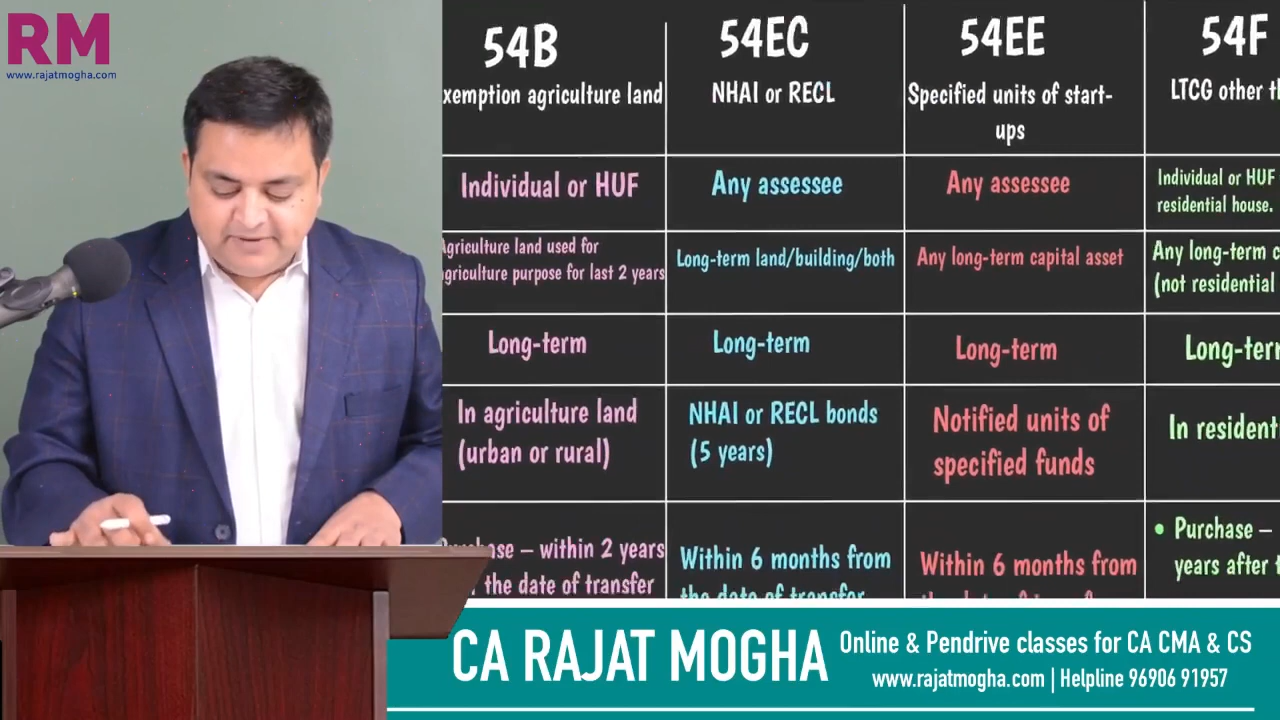 RM
www.rajatmogha.com
54B
54EC
54EE
54F
xemption agriculture land
NHAI or RECL
Specified units of start-
ups
LTCG other
Individual or HUF
Any assessee
Any assessee
Individual or HUF
residential house.
Agriculture land used for
griculture purpose for last 2 years
Long-term land/building/both
Any long-term capital asset
Any long-term c
(not residential
Long-term
Long-term
Long-term
Long-ter
In agriculture land
(urban or rural)
NHAI or RECL bonds
(5 years)
Notified units of
specified funds
In resident
Purchase – within 2 years
the date of transfer
Within 6 months from
the date of transfer
Within 6 months from
• Purchase –
years after
CA RAJAT MOGHA
Online & Pendrive classes for CA CMA & CS
www.rajatmogha.com | Helpline 96906 91957